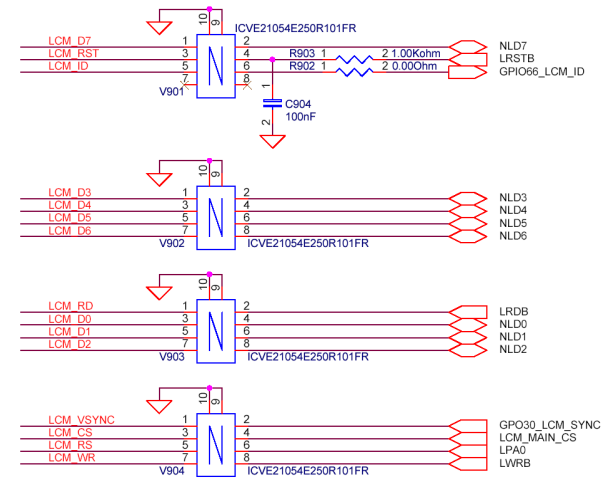 10
9
ICVE21054E250R101FR
LCM_D7 1 2 NLD7
LCM_RST 3 4 R903 1 2 1.00Kohm LRSTB
LCM_ID 5 6 R902 1 2 0.00Ohm GPIO66_LCM_ID
7 8
V901
1
C904
100nF
2
10
9
LCM_D3 1 2 NLD3
LCM_D4 3 4 NLD4
LCM_D5 5 6 NLD5
LCM_D6 7 8 NLD6
V902 ICVE21054E250R101FR
10
9
LCM_RD 1 2 LRDB
LCM_D0 3 4 NLD0
LCM_D1 5 6 NLD1
LCM_D2 7 8 NLD2
V903 ICVE21054E250R101FR
10
9
LCM_VSYNC 1 2 GPO30_LCM_SYNC
LCM_CS 3 4 LCM_MAIN_CS
LCM_RS 5 6 LPA0
LCM_WR 7 8 LWRB
V904 ICVE21054E250R101FR